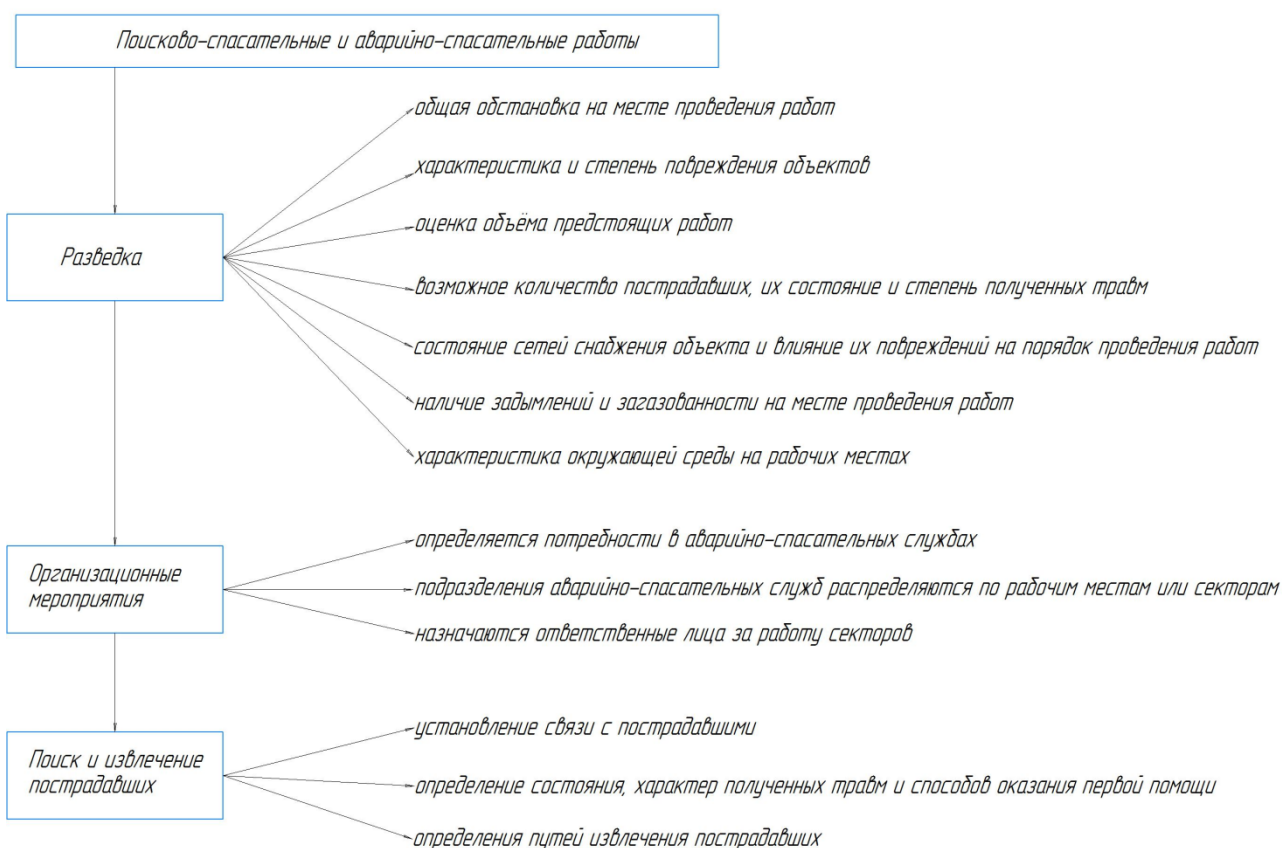 Поисково-спасательные и аварийно-спасательные работы
общая обстановка на месте проведения работ
характеристика и степень повреждения объектов
оценка объёма предстоящих работ
Разведка
возможное количество пострадавших, их состояние и степень полученных травм
состояние сетей снабжения объекта и влияние их повреждений на порядок проведения работ
наличие задымлений и загазованности на месте проведения работ
характеристика окружающей среды на рабочих местах
Организационные
мероприятия
определяется потребности в аварийно-спасательных службах
подразделения аварийно-спасательных служб распределяются по рабочим местам или секторам
назначаются ответственные лица за работу секторов
Поиск и извлечение
пострадавших
установление связи с пострадавшими
определение состояния, характер полученных травм и способов оказания первой помощи
определения путей извлечения пострадавших